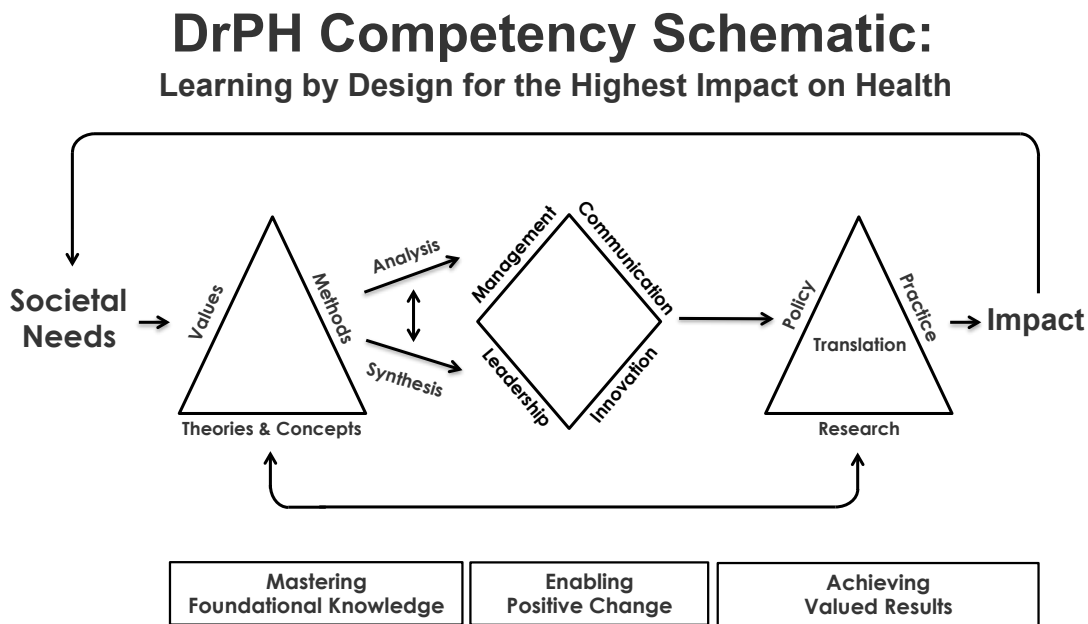 DrPH Competency Schematic:
Learning by Design for the Highest Impact on Health
Societal
Needs
Values
Methods
Theories & Concepts
Analysis
Synthesis
Management
Communication
Leadership
Innovation
Policy
Practice
Translation
Research
Impact
Mastering
Foundational Knowledge
Enabling
Positive Change
Achieving
Valued Results